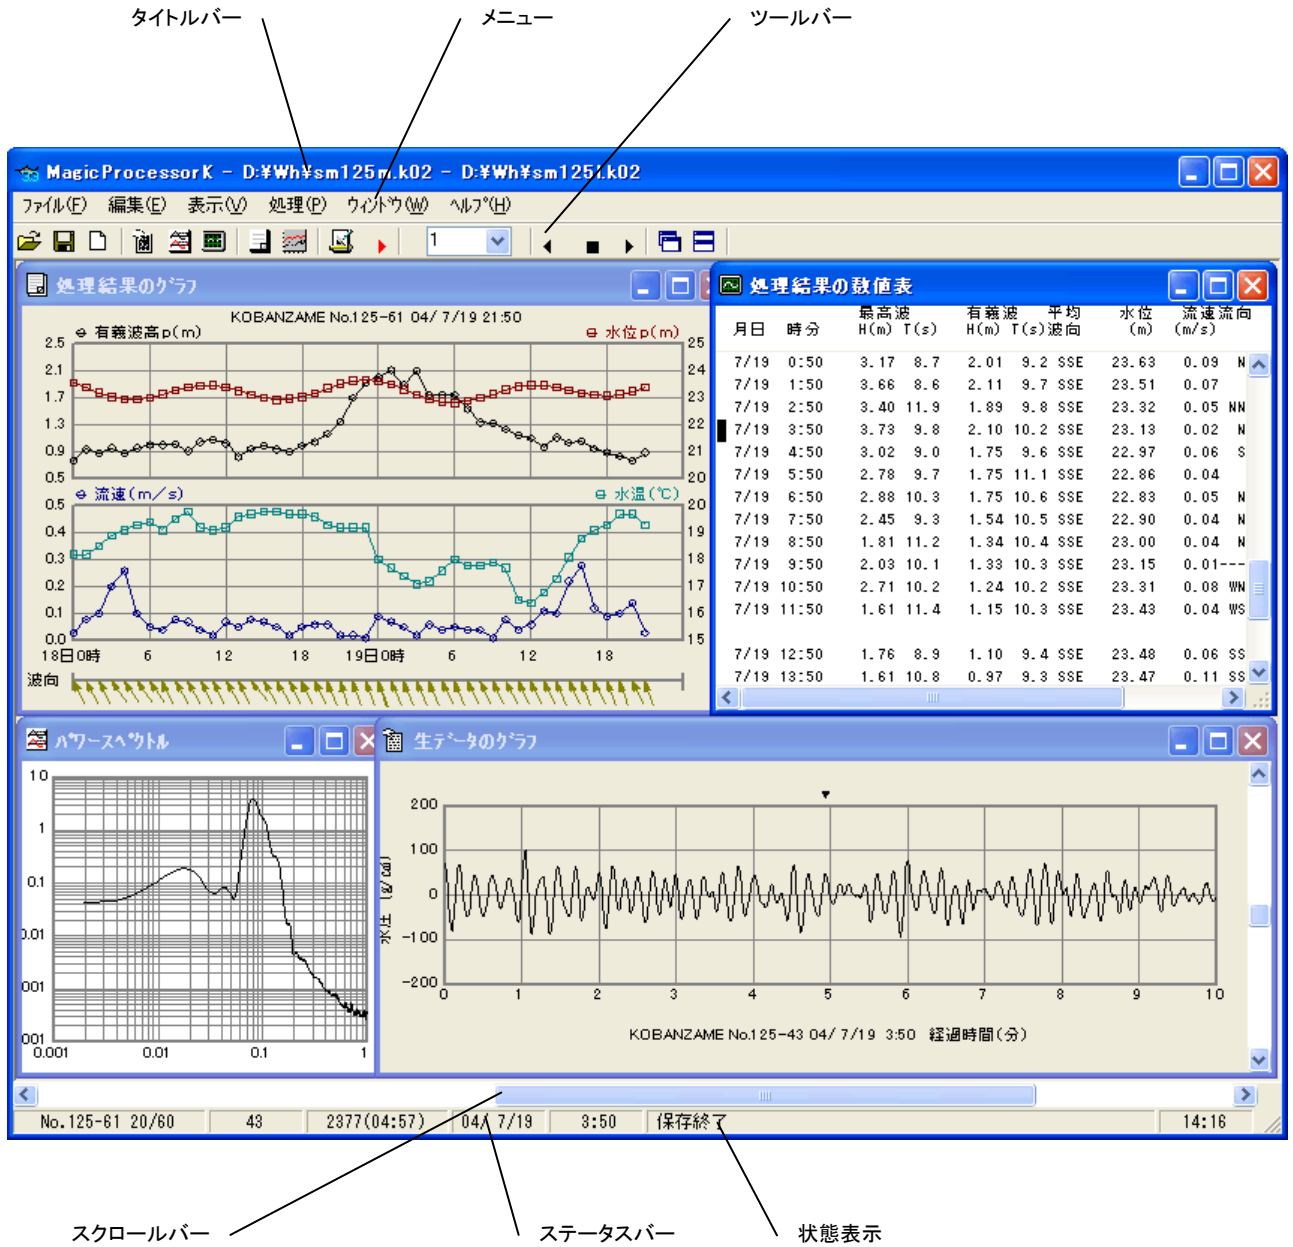 タイトルバー メニュー ツールバー
MagicProcessorK - D:¥Wh¥sm125m.k02 - D:¥Wh¥sm125l.k02
ファイル(F) 編集(E) 表示(V) 処理(P) ウィンドウ(W) ヘルプ(H)
1
処理結果のグラフ
KOBANZAME No.125-61 04/ 7/19 21:50
有義波高p(m) 水位p(m)
2.5 25
2.1 24
1.7 23
1.3 22
0.9 21
0.5 20
流速(m/s) 水温(℃)
0.5 20
0.4 19
0.3 18
0.2 17
0.1 16
0.0 15
18日0時 6 12 18 19日0時 6 12 18
波向
処理結果の数値表
最高波 有義波 平均 水位 流速流向
月日 時分 H(m) T(s) H(m) T(s)波向 (m) (m/s)
7/19 0:50 3.17 8.7 2.01 9.2 SSE 23.63 0.09 N
7/19 1:50 3.66 8.6 2.11 9.7 SSE 23.51 0.07
7/19 2:50 3.40 11.9 1.89 9.8 SSE 23.32 0.05 NN
7/19 3:50 3.73 9.8 2.10 10.2 SSE 23.13 0.02 N
7/19 4:50 3.02 9.0 1.75 9.6 SSE 22.97 0.06 S
7/19 5:50 2.78 9.7 1.75 11.1 SSE 22.86 0.04
7/19 6:50 2.88 10.3 1.75 10.6 SSE 22.83 0.05 N
7/19 7:50 2.45 9.3 1.54 10.5 SSE 22.90 0.04 N
7/19 8:50 1.81 11.2 1.34 10.4 SSE 23.00 0.04 N
7/19 9:50 2.03 10.1 1.33 10.3 SSE 23.15 0.01---
7/19 10:50 2.71 10.2 1.24 10.2 SSE 23.31 0.08 WN
7/19 11:50 1.61 11.4 1.15 10.3 SSE 23.43 0.04 WS
7/19 12:50 1.76 8.9 1.10 9.4 SSE 23.48 0.06 SS
7/19 13:50 1.61 10.8 0.97 9.3 SSE 23.47 0.11 SS
パワースペクトル
10
1
0.1
0.01
001
001
0.001 0.01 0.1 1
生データのグラフ
200
100
0
-100
-200
水圧 (g/c㎡)
0 1 2 3 4 5 6 7 8 9 10
KOBANZAME No.125-43 04/ 7/19 3:50 経過時間(分)
No.125-61 20/60 43 2377(04:57) 04/ 7/19 3:50 保存終了 14:16
スクロールバー ステータスバー 状態表示